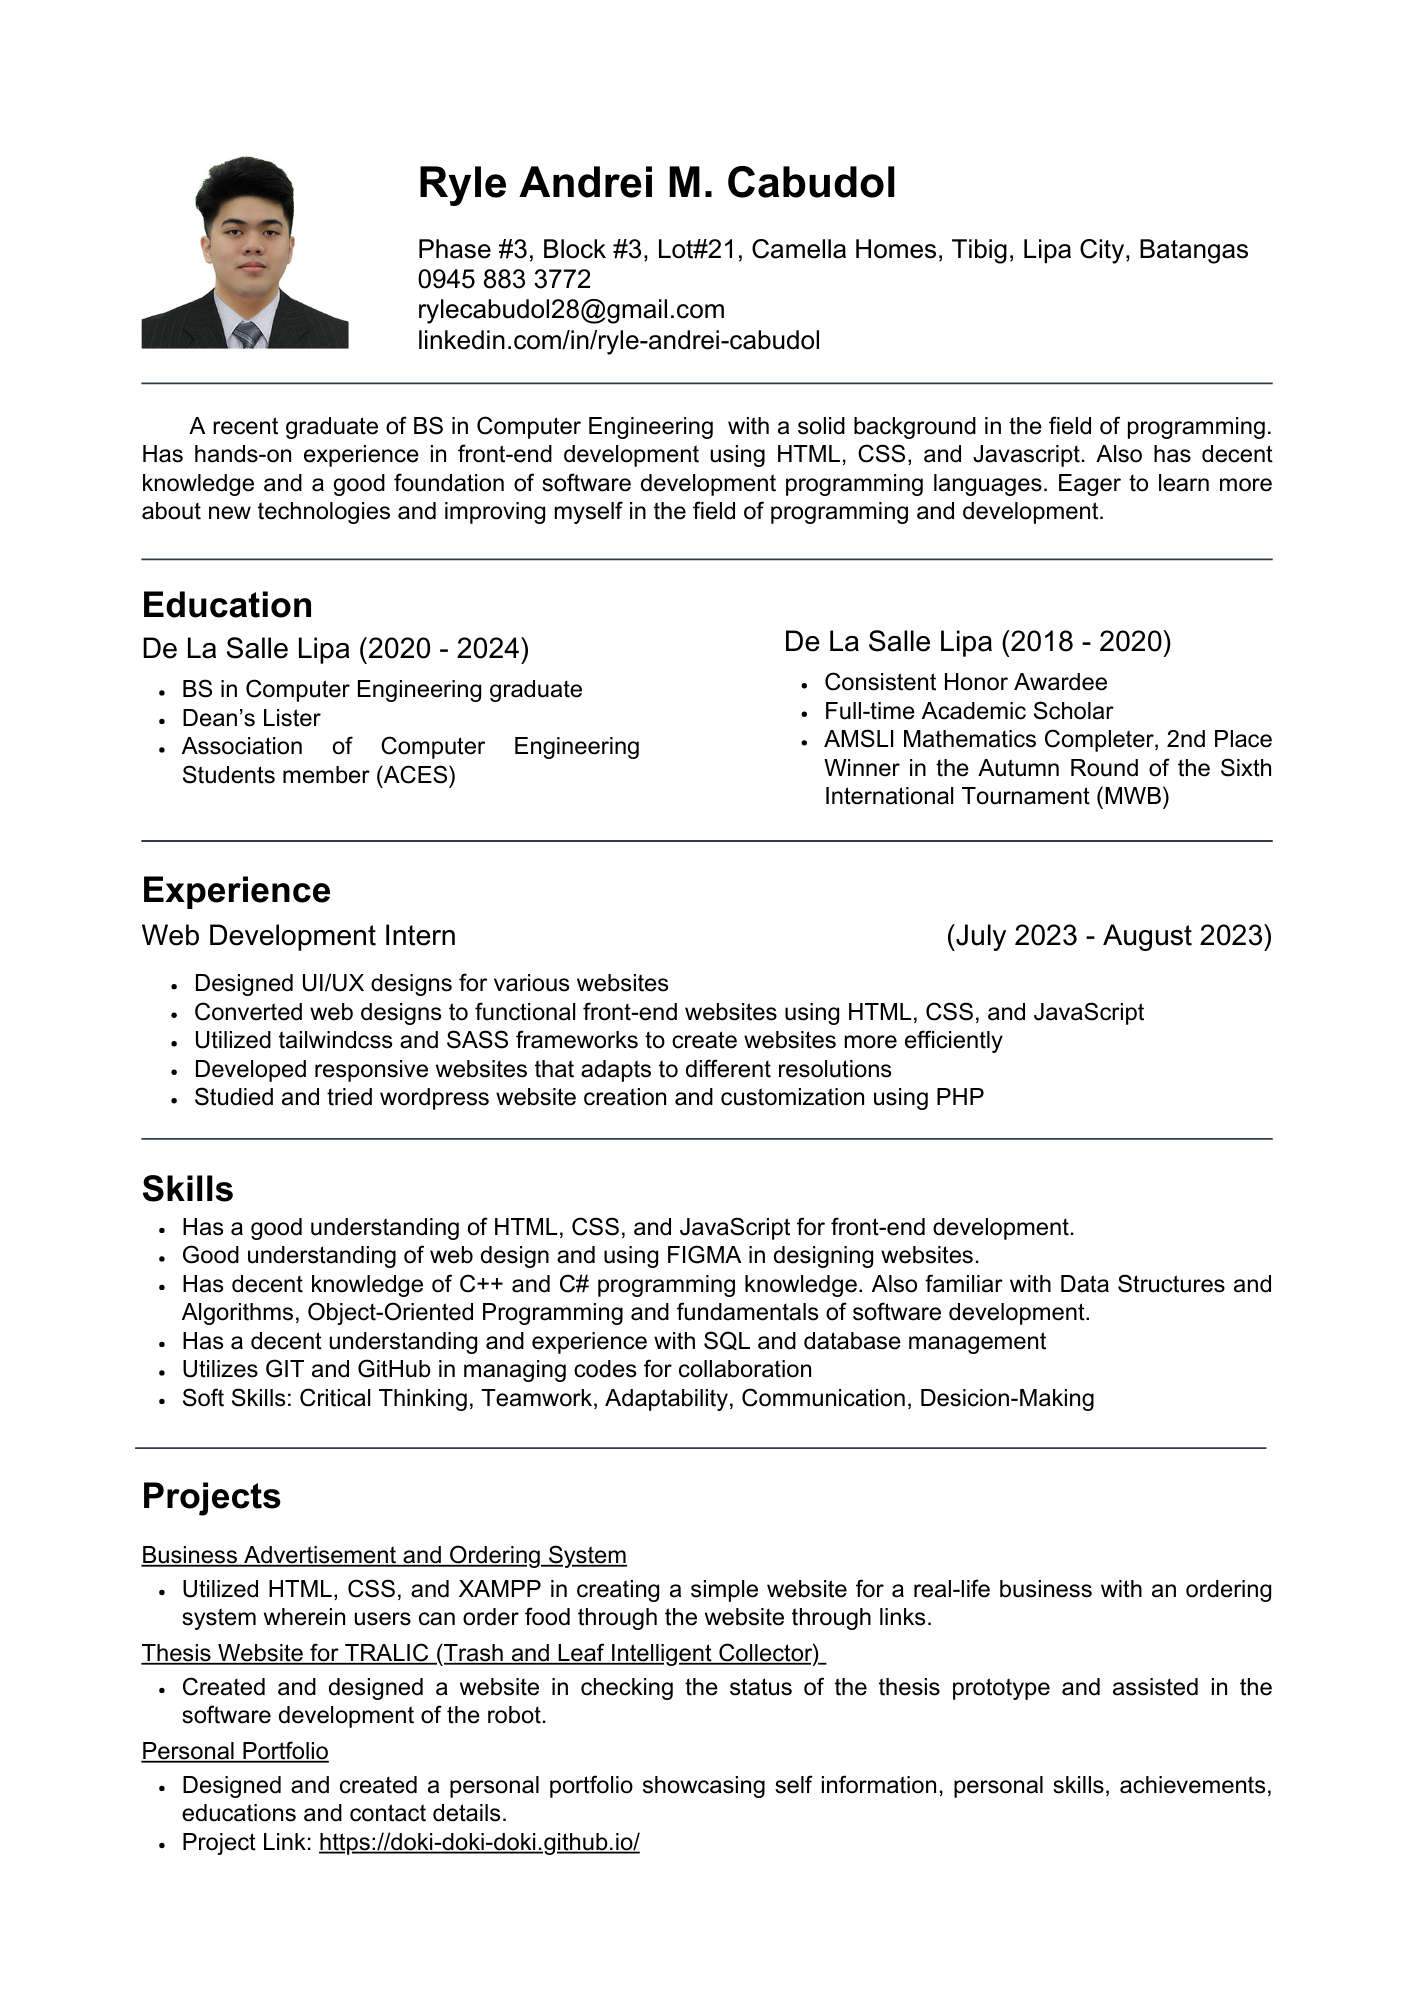 Ryle Andrei M. Cabudol
Phase #3, Block #3, Lot#21, Camella Homes, Tibig, Lipa City, Batangas
0945 883 3772
rylecabudol28@gmail.com
linkedin.com/in/ryle-andrei-cabudol
A recent graduate of BS in Computer Engineering with a solid background in the field of programming.
Has hands-on experience in front-end development using HTML, CSS, and Javascript. Also has decent
knowledge and a good foundation of software development programming languages. Eager to learn more
about new technologies and improving myself in the field of programming and development.
Education
De La Salle Lipa (2020 - 2024)
• BS in Computer Engineering graduate
• Dean’s Lister
• Association of Computer Engineering
Students member (ACES)
De La Salle Lipa (2018 - 2020)
• Consistent Honor Awardee
• Full-time Academic Scholar
• AMSLI Mathematics Completer, 2nd Place
Winner in the Autumn Round of the Sixth
International Tournament (MWB)
Experience
Web Development Intern (July 2023 - August 2023)
• Designed UI/UX designs for various websites
• Converted web designs to functional front-end websites using HTML, CSS, and JavaScript
• Utilized tailwindcss and SASS frameworks to create websites more efficiently
• Developed responsive websites that adapts to different resolutions
• Studied and tried wordpress website creation and customization using PHP
Skills
• Has a good understanding of HTML, CSS, and JavaScript for front-end development.
• Good understanding of web design and using FIGMA in designing websites.
• Has decent knowledge of C++ and C# programming knowledge. Also familiar with Data Structures and
Algorithms, Object-Oriented Programming and fundamentals of software development.
• Has a decent understanding and experience with SQL and database management
• Utilizes GIT and GitHub in managing codes for collaboration
• Soft Skills: Critical Thinking, Teamwork, Adaptability, Communication, Desicion-Making
Projects
Business Advertisement and Ordering System
• Utilized HTML, CSS, and XAMPP in creating a simple website for a real-life business with an ordering
system wherein users can order food through the website through links.
Thesis Website for TRALIC (Trash and Leaf Intelligent Collector)
• Created and designed a website in checking the status of the thesis prototype and assisted in the
software development of the robot.
Personal Portfolio
• Designed and created a personal portfolio showcasing self information, personal skills, achievements,
educations and contact details.
• Project Link: https://doki-doki-doki.github.io/